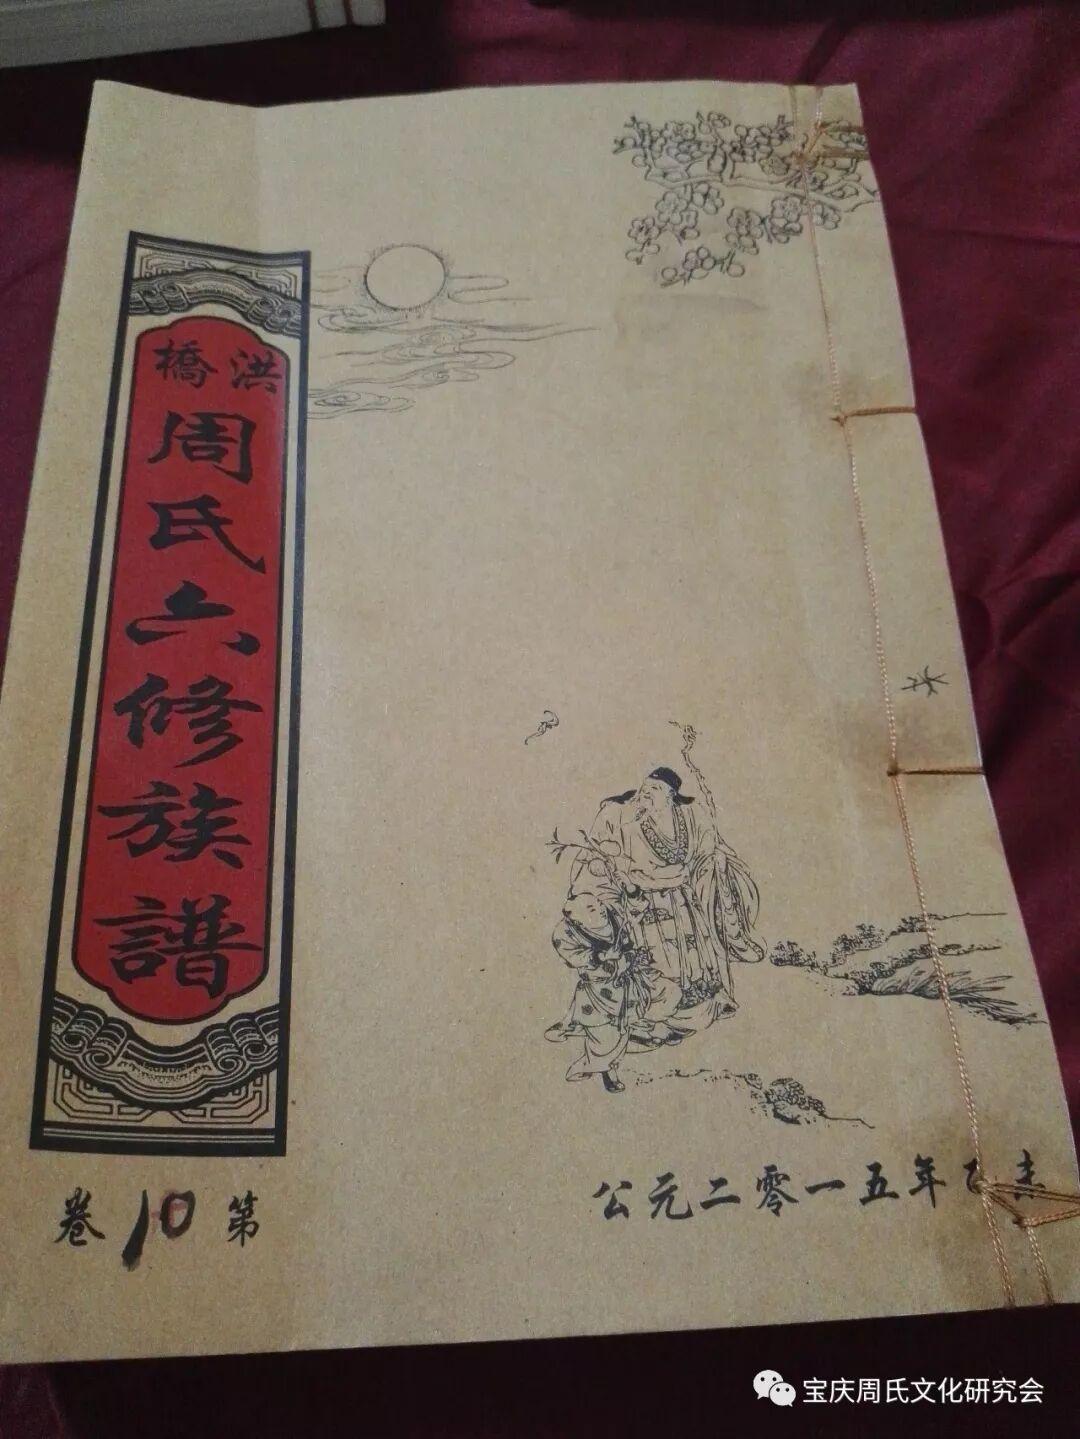 洪橋
周氏六修族譜
第10卷
公元二零一五年
宝庆周氏文化研究会